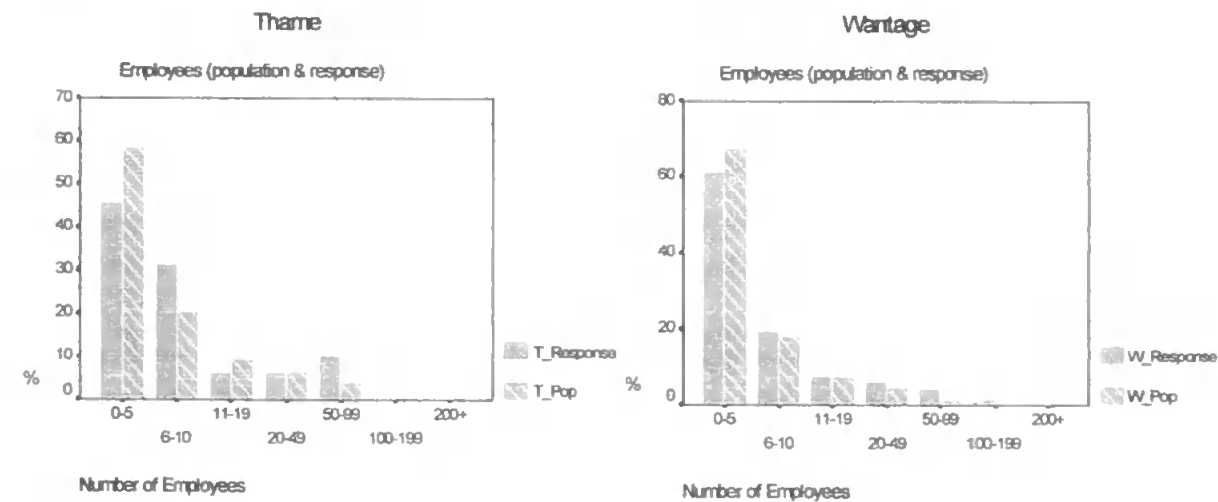 Thame
Employees (population & response)
70
60
50
40
30
20
10
0
%
0-5
6-10
11-19
20-49
50-99
100-199
200+
T_Response
T_Pop
Number of Employees
Wantage
Employees (population & response)
80
60
40
20
0
%
0-5
6-10
11-19
20-49
50-99
100-199
200+
W_Response
W_Pop
Number of Employees